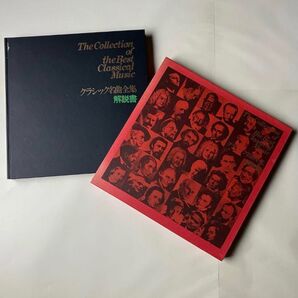 The Collection
of
the Best
Classical
Music
クラシック名曲全集
解説書